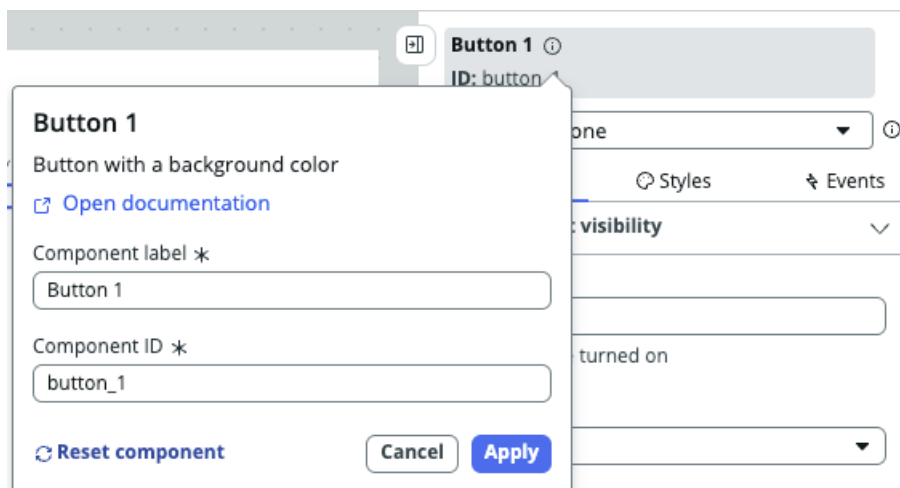 Button 1
ID: button_1
one
Styles
Events
visibility
turned on
Button 1
Button with a background color
Open documentation
Component label *
Button 1
Component ID *
button_1
Reset component
Cancel
Apply